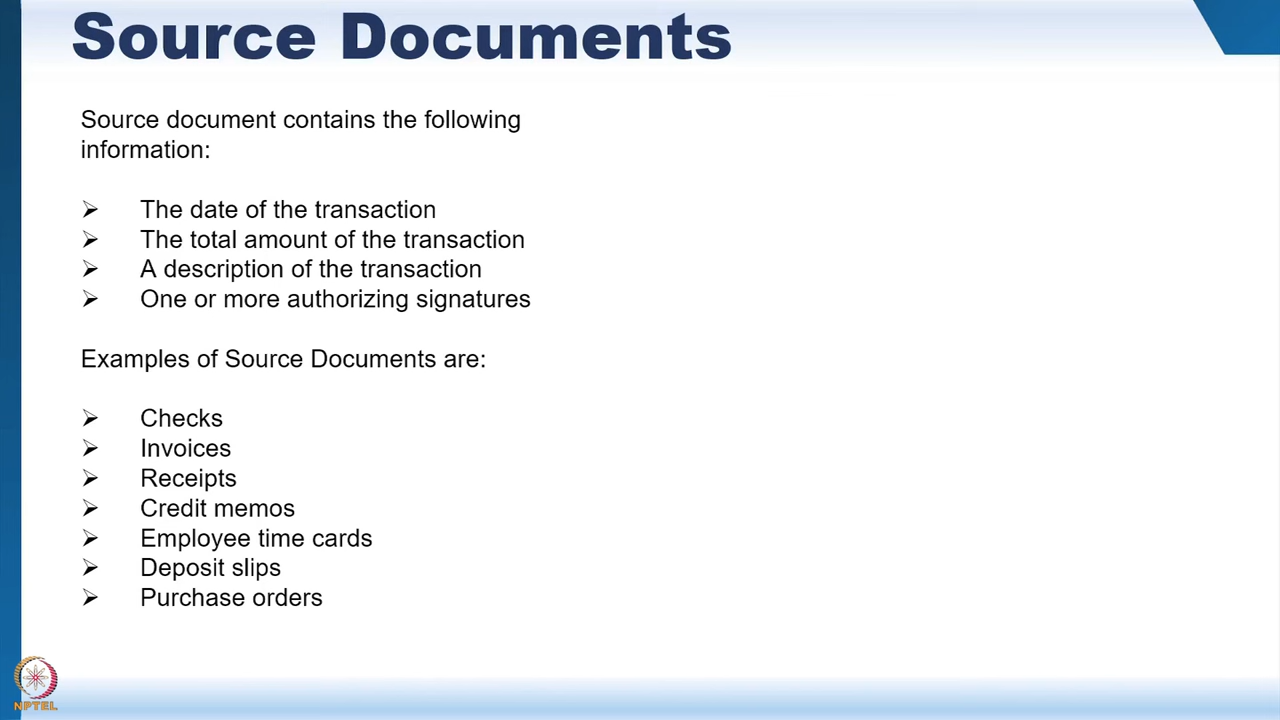 Source Documents
Source document contains the following
information:
➢ The date of the transaction
➢ The total amount of the transaction
➢ A description of the transaction
➢ One or more authorizing signatures
Examples of Source Documents are:
➢ Checks
➢ Invoices
➢ Receipts
➢ Credit memos
➢ Employee time cards
➢ Deposit slips
➢ Purchase orders
NPTEL